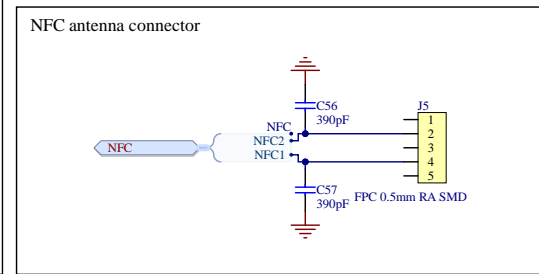 NFC antenna connector
C56
390pF
J5
NFC
NFC2
NFC1
NFC
1
2
3
4
5
C57
390pF
FPC 0.5mm RA SMD